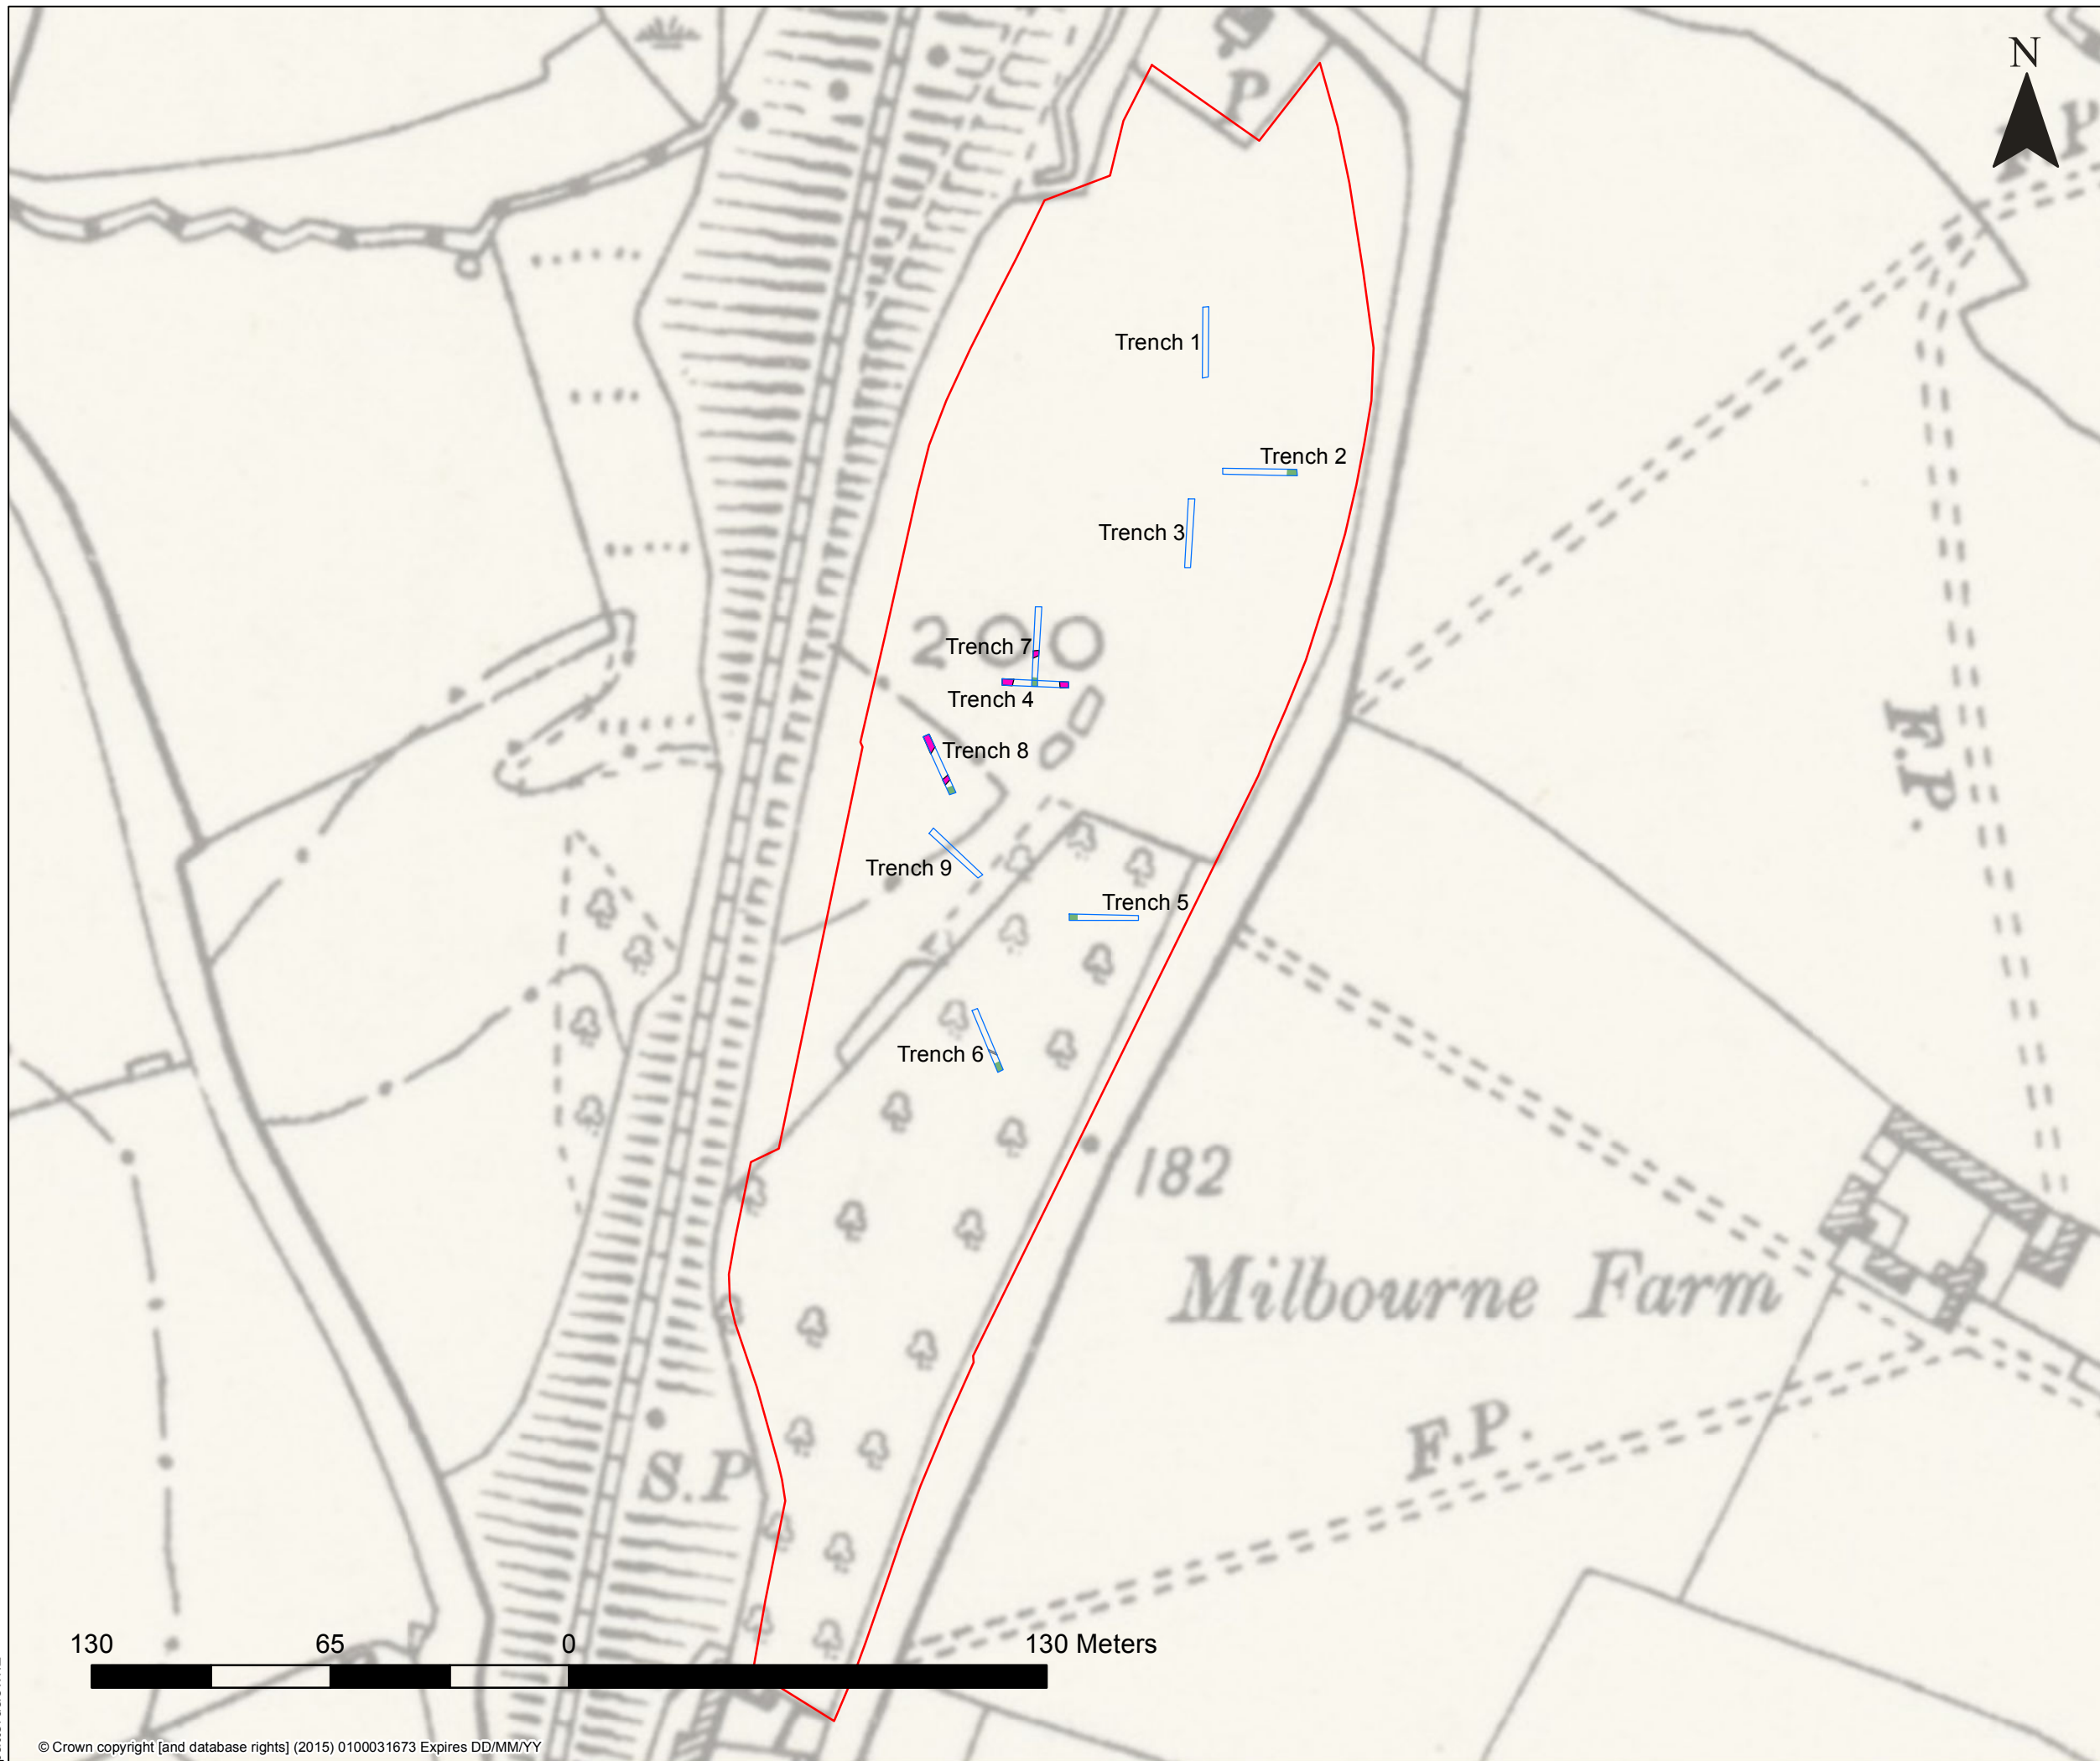 N
P
P
Trench 1
Trench 2
Trench 3
200
Trench 7
Trench 4
F.P.
Trench 8
Trench 9
Trench 5
Trench 6
182
Milbourne Farm
F.P.
S.P
130 65 0 130 Meters
© Crown copyright [and database rights] (2015) 0100031673 Expires DD/MM/YY